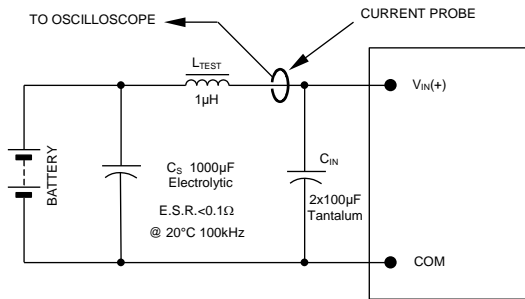 TO OSCILLOSCOPE
CURRENT PROBE
LTEST
1µH
VIN(+)
BATTERY
CS 1000µF
Electrolytic
E.S.R.<0.1Ω
@ 20°C 100kHz
CIN
2x100µF
Tantalum
COM